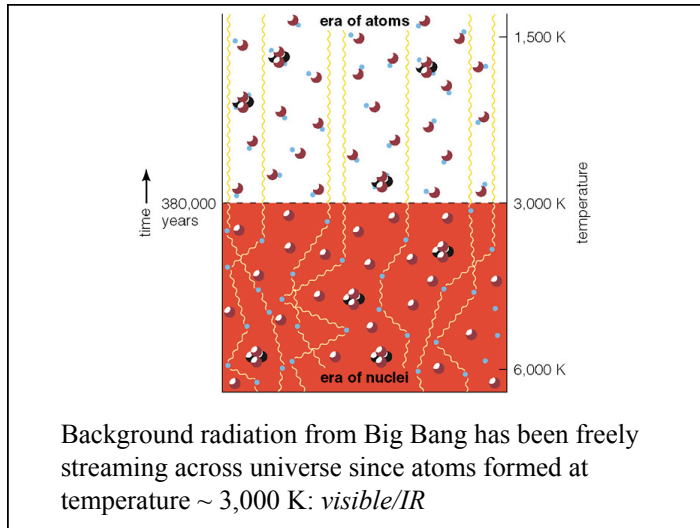 era of atoms
1,500 K
time →
380,000
years
3,000 K
temperature
era of nuclei
6,000 K
Background radiation from Big Bang has been freely
streaming across universe since atoms formed at
temperature ~ 3,000 K: visible/IR